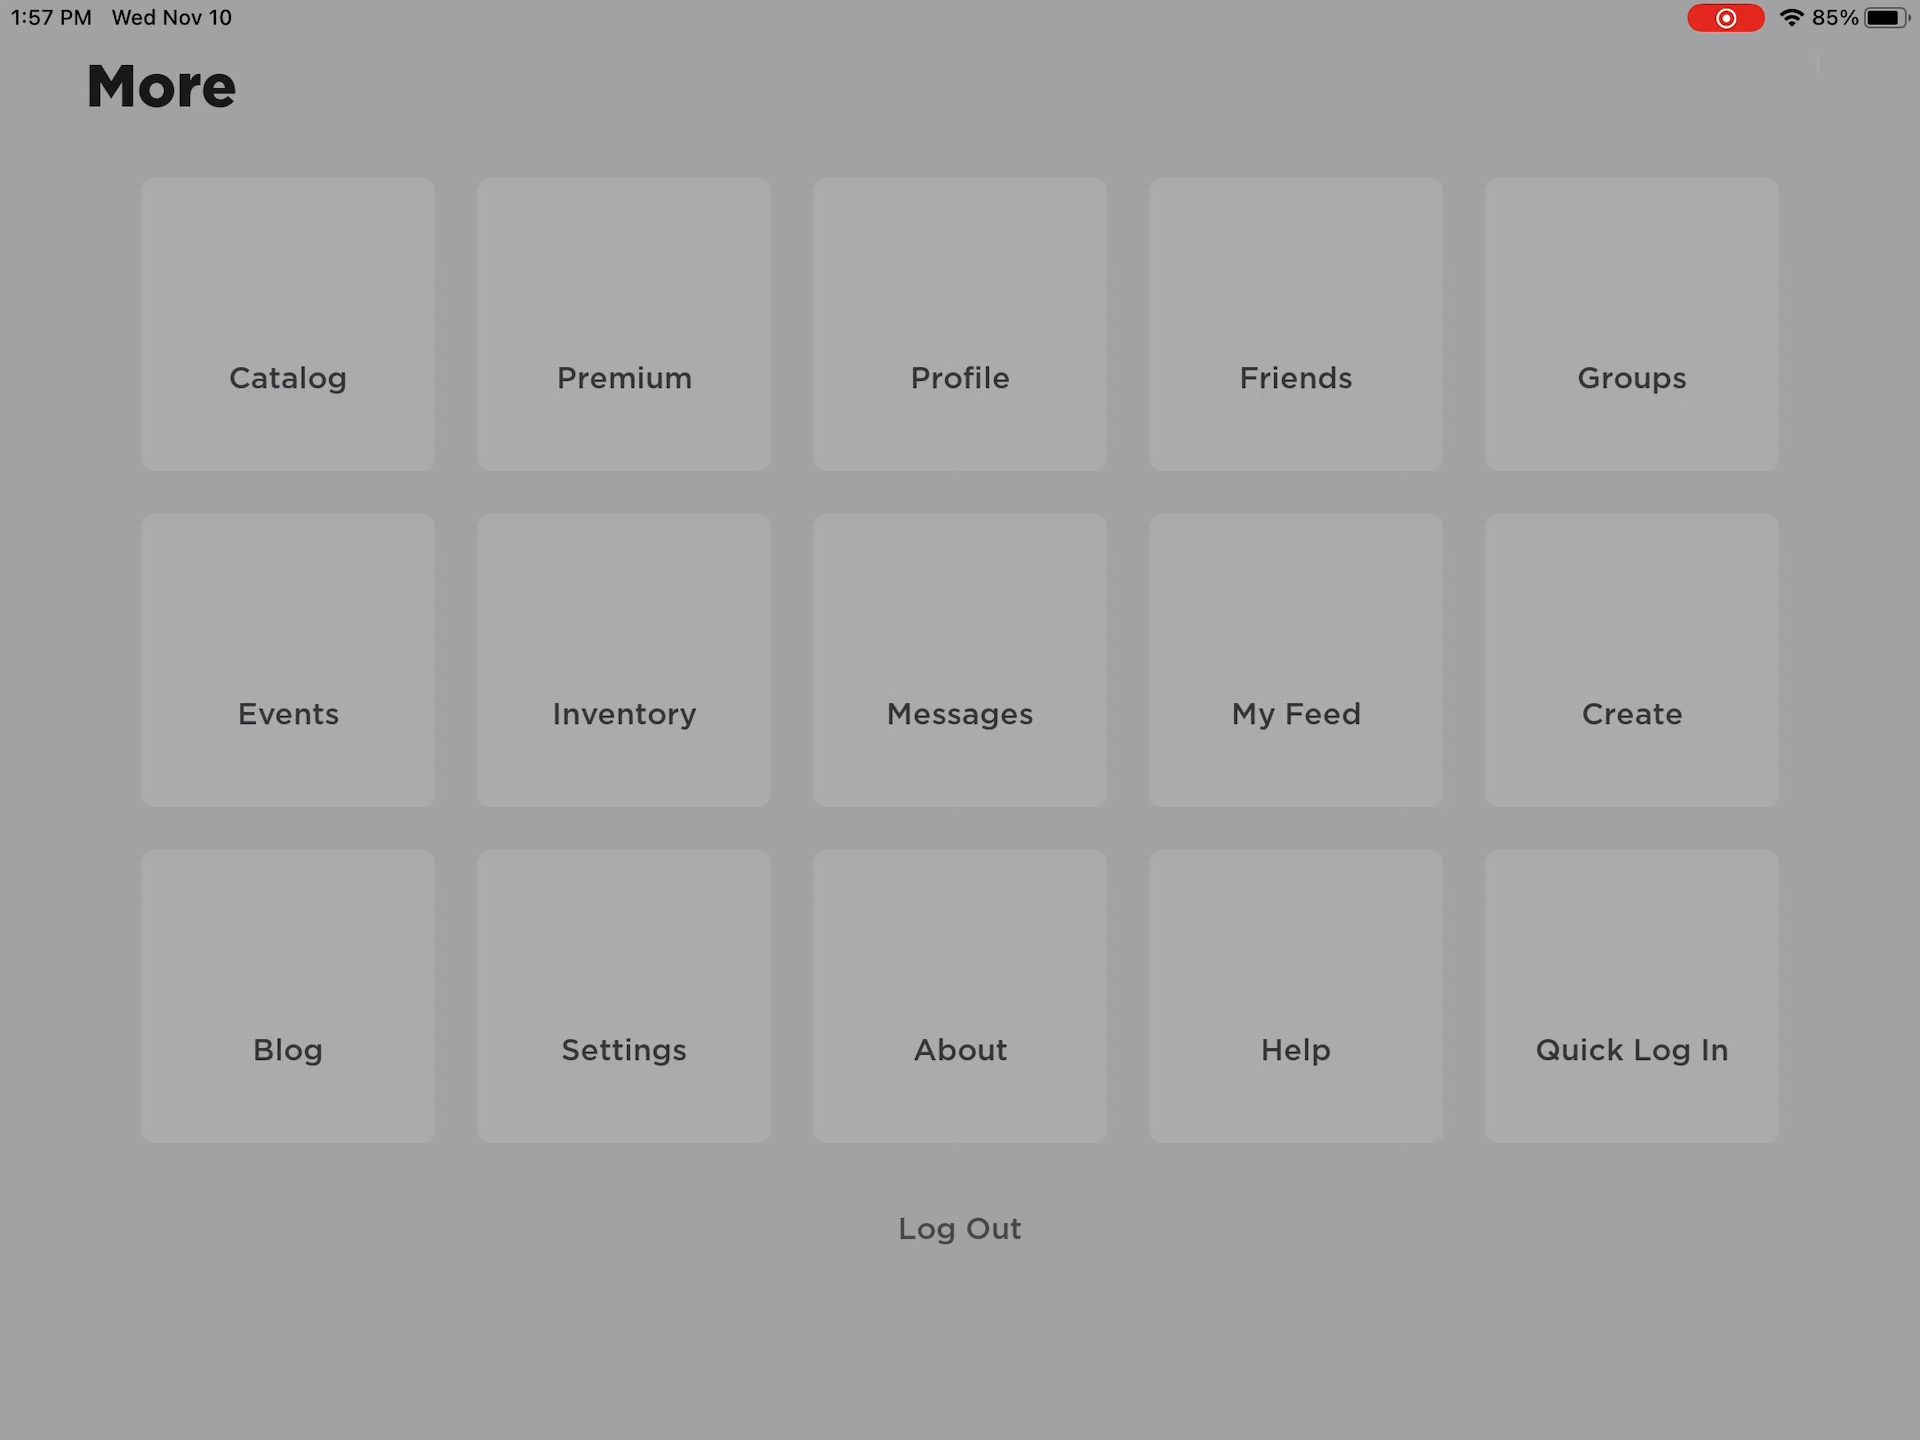 1:57 PM Wed Nov 10 85%
More
Catalog Premium Profile Friends Groups
Events Inventory Messages My Feed Create
Blog Settings About Help Quick Log In
Log Out